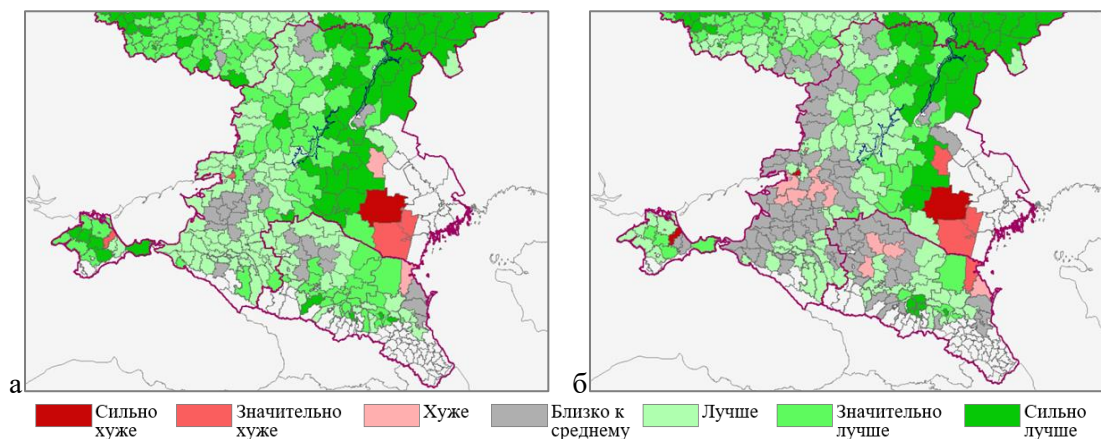 а
б
Сильно хуже
Значительно хуже
Хуже
Близко к среднему
Лучше
Значительно лучше
Сильно лучше